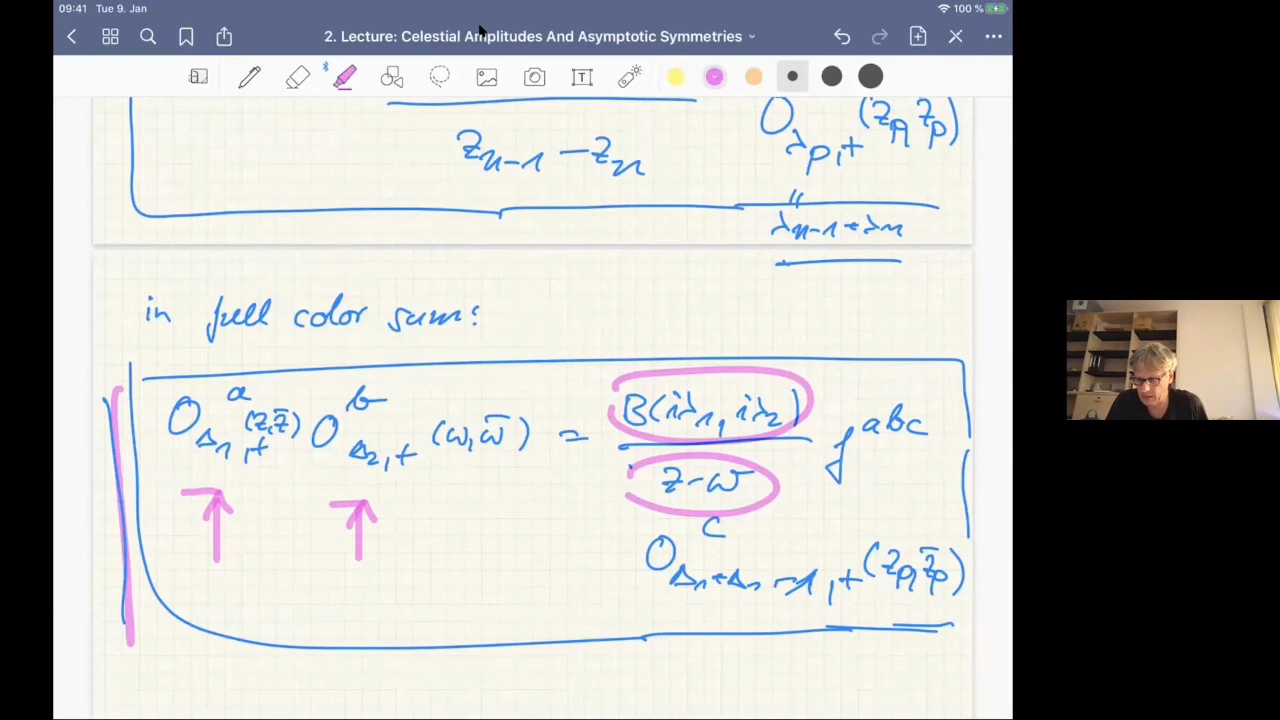 09:41 Tue 9. Jan
100 %
2. Lecture: Celestial Amplitudes And Asymptotic Symmetries
O_{λ_p,+} (z_p, z̄_p)
z_{n-1} - z_n
λ_{n-1} + λ_n
in full color sum:
O^a_{Δ_1,+} (z,z̄) O^b_{Δ_2,+} (ω,ω̄) = B(iλ_1, iλ_2) / z-ω f^{abc}
O^c_{Δ_1+Δ_2-1,+} (z_p, z̄_p)